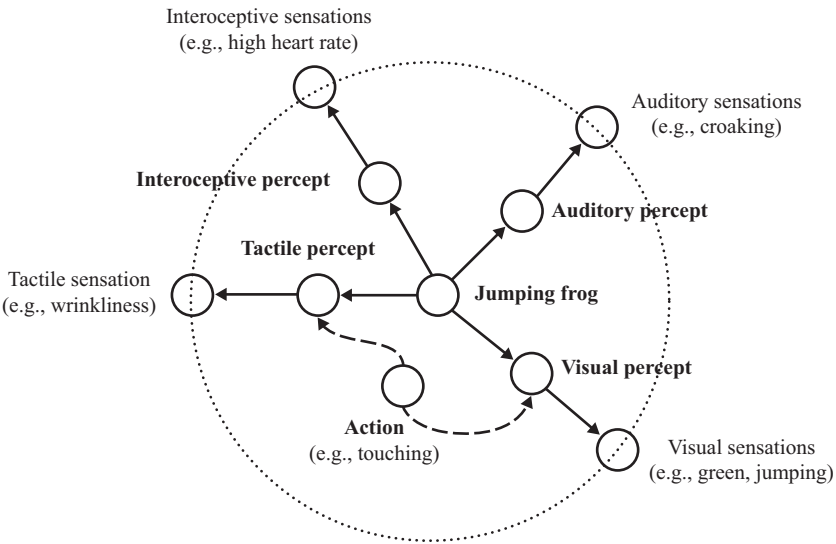 Interoceptive sensations
(e.g., high heart rate)
Auditory sensations
(e.g., croaking)
Interoceptive percept
Auditory percept
Tactile percept
Tactile sensation
(e.g., wrinkliness)
Jumping frog
Visual percept
Action
(e.g., touching)
Visual sensations
(e.g., green, jumping)